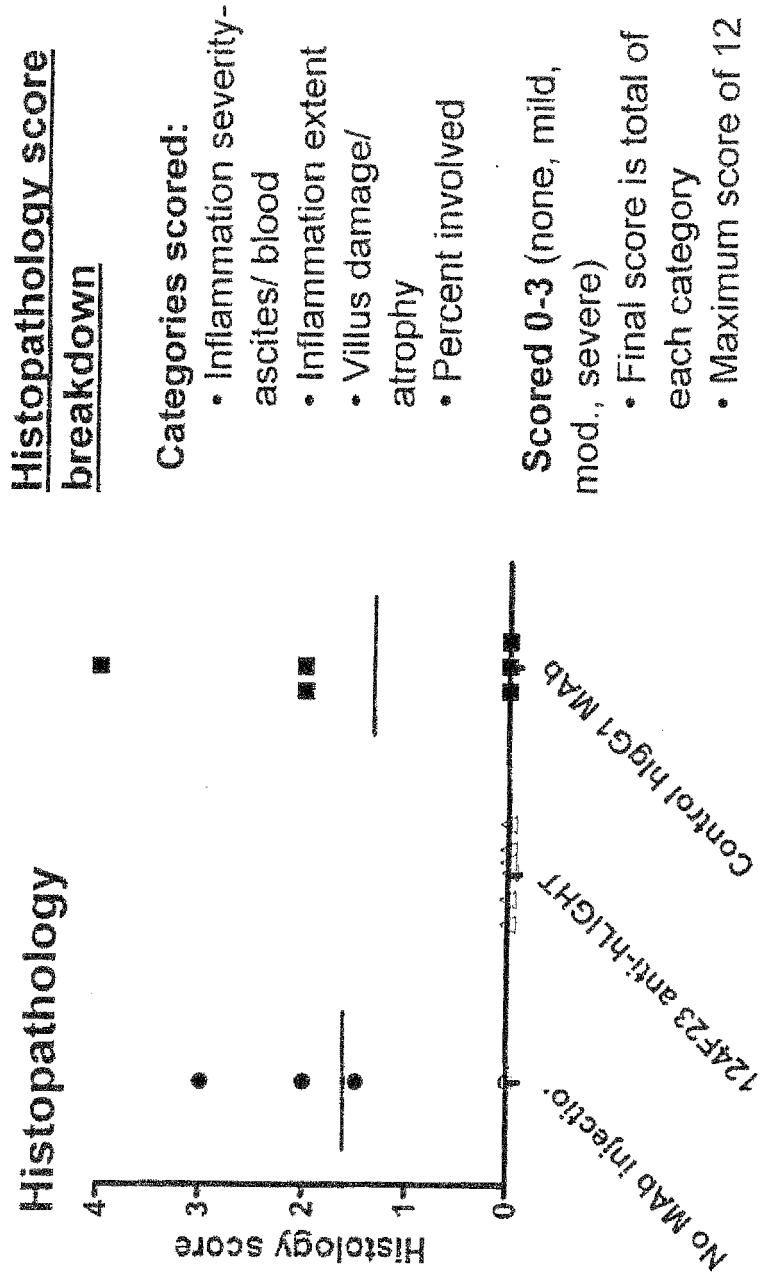 Histopathology
Histology score
4
3
2
1
0
No MAb injectio
124F23 anti-hLIGHT
Control hIgG1 MAb
Histopathology score
breakdown
Categories scored:
• Inflammation severity-
ascites/ blood
• Inflammation extent
• Villus damage/
atrophy
• Percent involved
Scored 0-3 (none, mild,
mod., severe)
• Final score is total of
each category
• Maximum score of 12